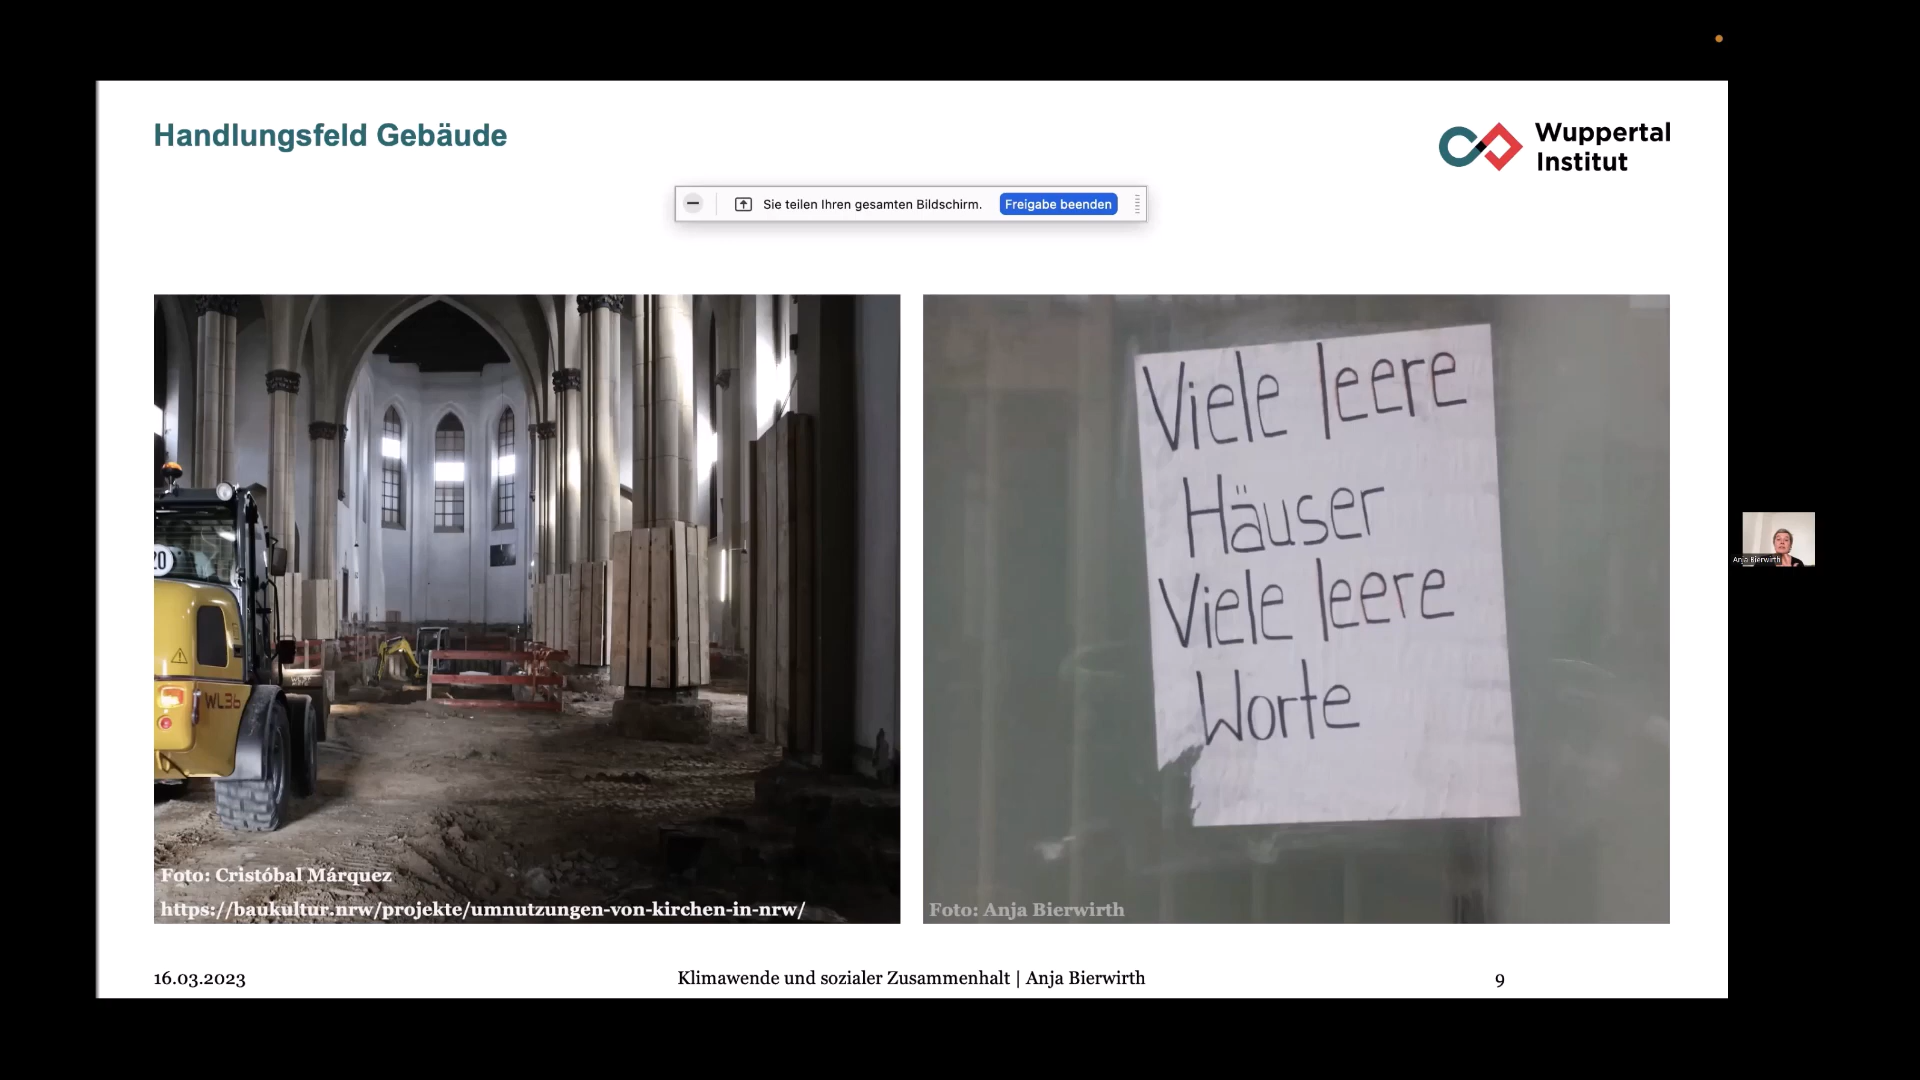 Handlungsfeld Gebäude
Wuppertal
Institut
Sie teilen Ihren gesamten Bildschirm.
Freigabe beenden
20
WL36
Viele leere
Häuser
Viele leere
Worte
Foto: Cristóbal Márquez
https://baukultur.nrw/projekte/umnutzungen-von-kirchen-in-nrw/
Foto: Anja Bierwirth
Anja Bierwirth
16.03.2023
Klimawende und sozialer Zusammenhalt | Anja Bierwirth
9